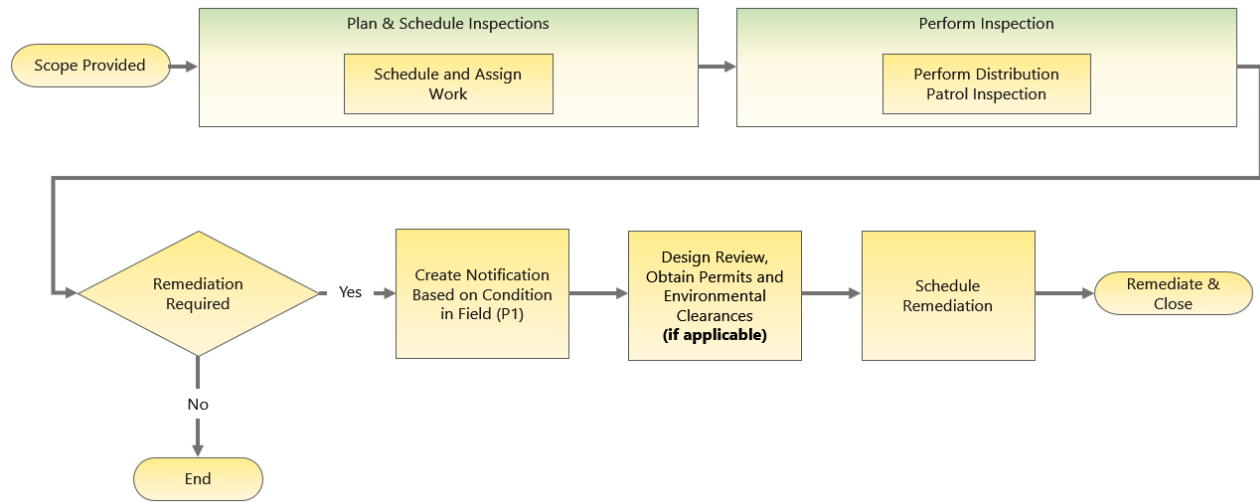 Plan & Schedule Inspections
Perform Inspection
Scope Provided
Schedule and Assign
Work
Perform Distribution
Patrol Inspection
Remediation
Required
Yes
Create Notification
Based on Condition
in Field (P1)
Design Review,
Obtain Permits and
Environmental
Clearances
(if applicable)
Schedule
Remediation
Remediate &
Close
No
End